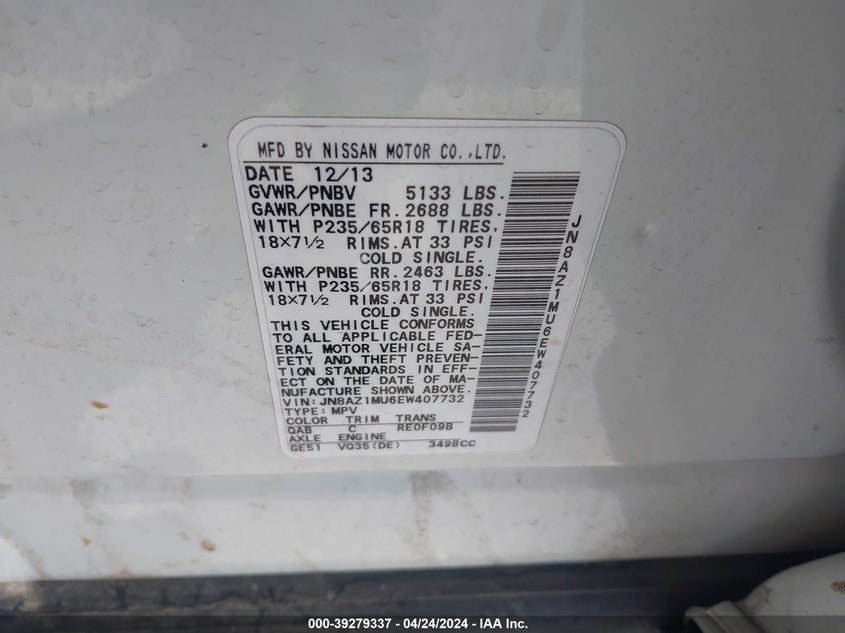 MFD BY NISSAN MOTOR CO.,LTD.
DATE 12/13
GVWR/PNBV 5133 LBS.
GAWR/PNBE FR. 2688 LBS.
WITH P235/65R18 TIRES,
18×7½ RIMS. AT 33 PSI
COLD SINGLE.
GAWR/PNBE RR. 2463 LBS.
WITH P235/65R18 TIRES,
18×7½ RIMS. AT 33 PSI
COLD SINGLE.
THIS VEHICLE CONFORMS
TO ALL APPLICABLE FED-
ERAL MOTOR VEHICLE SA-
FETY AND THEFT PREVEN-
TION STANDARDS IN EFF-
ECT ON THE DATE OF MA-
NUFACTURE SHOWN ABOVE.
VIN: JN8AZ1MU6EW407732
TYPE: MPV
COLOR TRIM TRANS
QAB C RE0F09B
AXLE ENGINE
GE51 VQ35(DE) 3498CC
JN8AZ1MU6EW407732
000-39279337 - 04/24/2024 - IAA Inc.